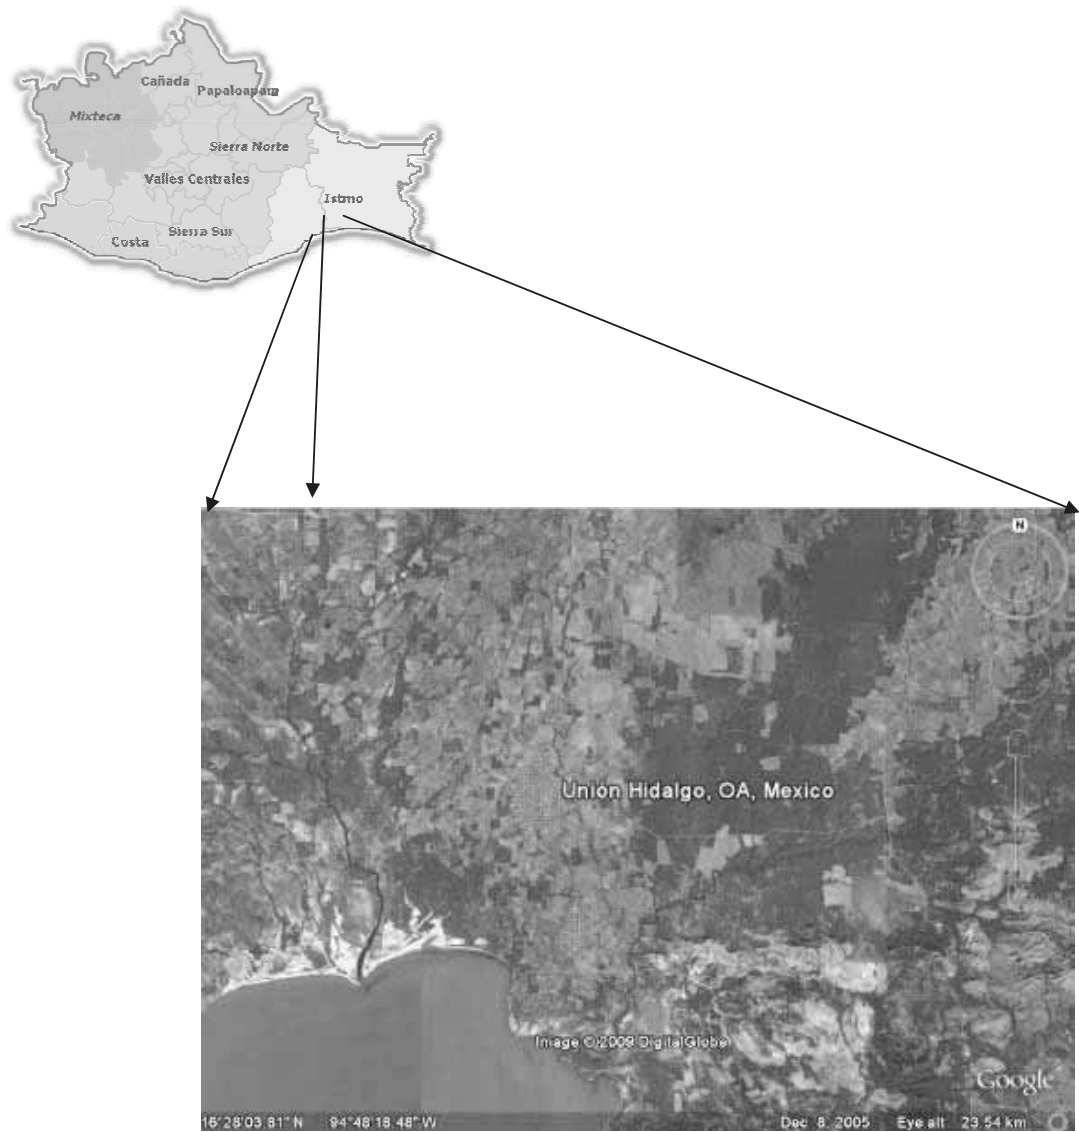 Cañada
Papaloapam
Mixteca
Sierra Norte
Valles Centrales
Istmo
Sierra Sur
Costa
N
Unión Hidalgo, OA, Mexico
Image © 2009 DigitalGlobe
Google
16°28'03.81" N 94°48'18.48" W Dec 8, 2005 Eye alt 23.54 km